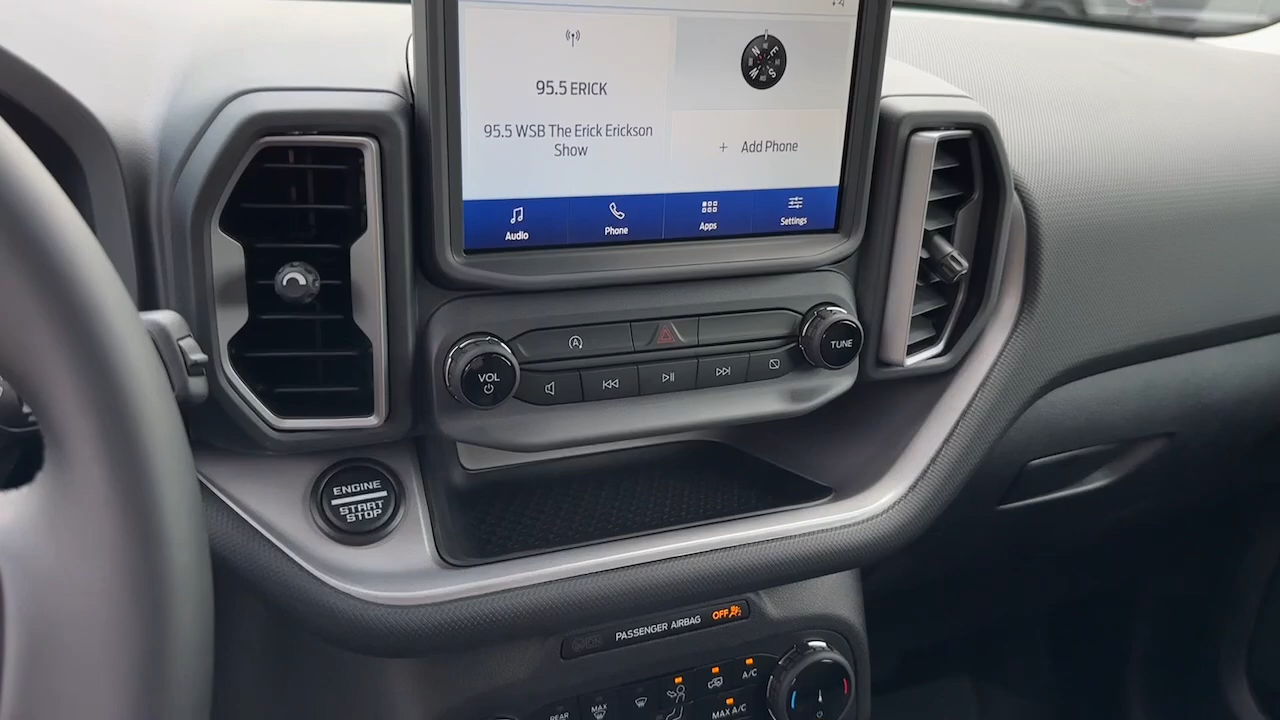 95.5 ERICK
95.5 WSB The Erick Erickson
Show
+ Add Phone
N
E
S
W
Audio
Phone
Apps
Settings
A
VOL
TUNE
ENGINE
START
STOP
PASSENGER AIRBAG
OFF
REAR
MAX
A/C
MAX A/C